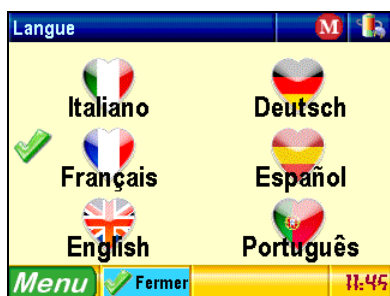 Langue M
Italiano Deutsch
Français Español
English Português
Menu Fermer 11:45